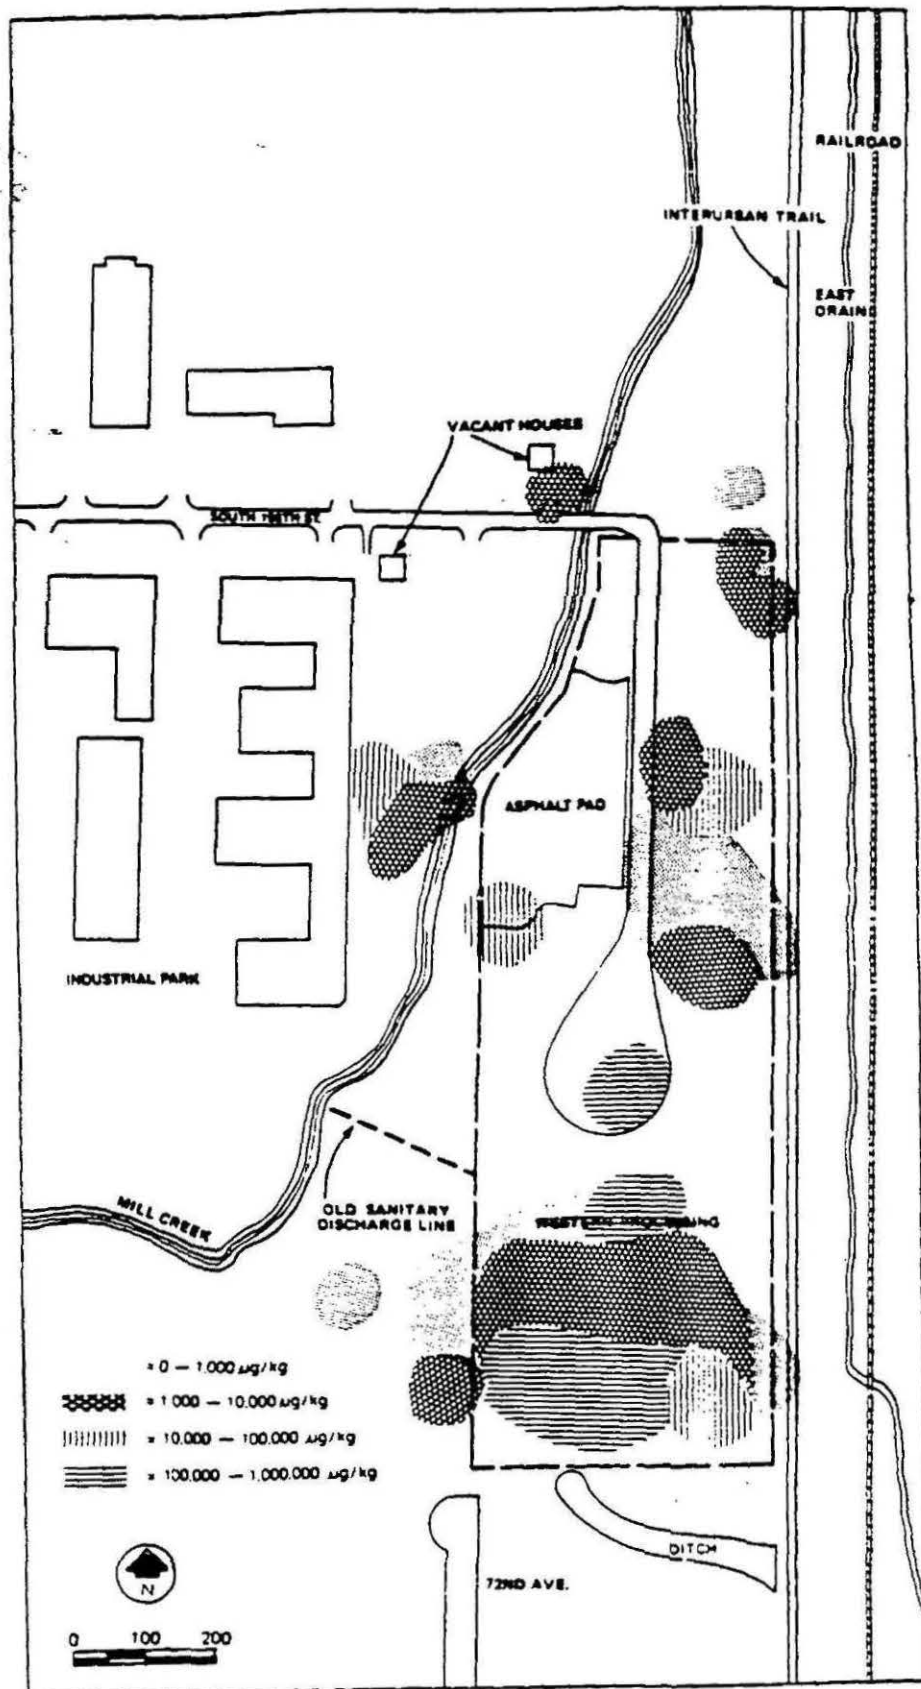 RAILROAD
INTERURBAN TRAIL
EAST
DRAIN
VACANT HOUSES
SOUTH 196TH ST.
ASPHALT PAD
INDUSTRIAL PARK
MILL CREEK
OLD SANITARY
DISCHARGE LINE
WESTERN PROCESSING
= 0 — 1,000 µg/kg
= 1,000 — 10,000 µg/kg
= 10,000 — 100,000 µg/kg
= 100,000 — 1,000,000 µg/kg
DITCH
N
72ND AVE.
0 100 200